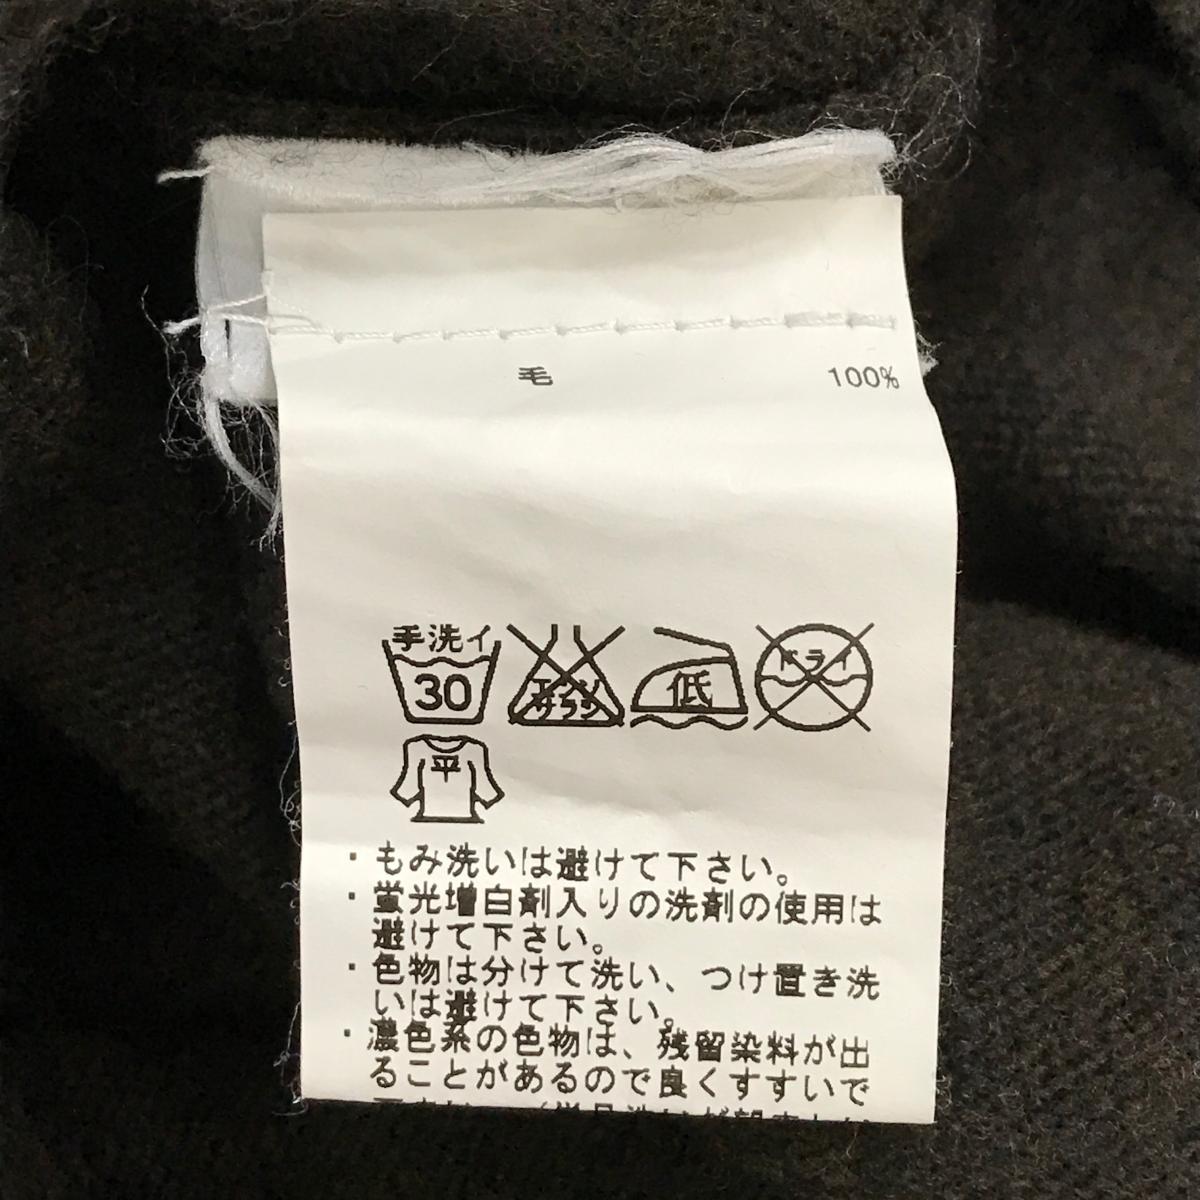 毛 100%
手洗イ
30 エンソ 低 ドライ
サラシ
平
・もみ洗いは避けて下さい。
・蛍光増白剤入りの洗剤の使用は
避けて下さい。
・色物は分けて洗い、つけ置き洗
いは避けて下さい。
・濃色系の色物は、残留染料が出
ることがあるので良くすすいで